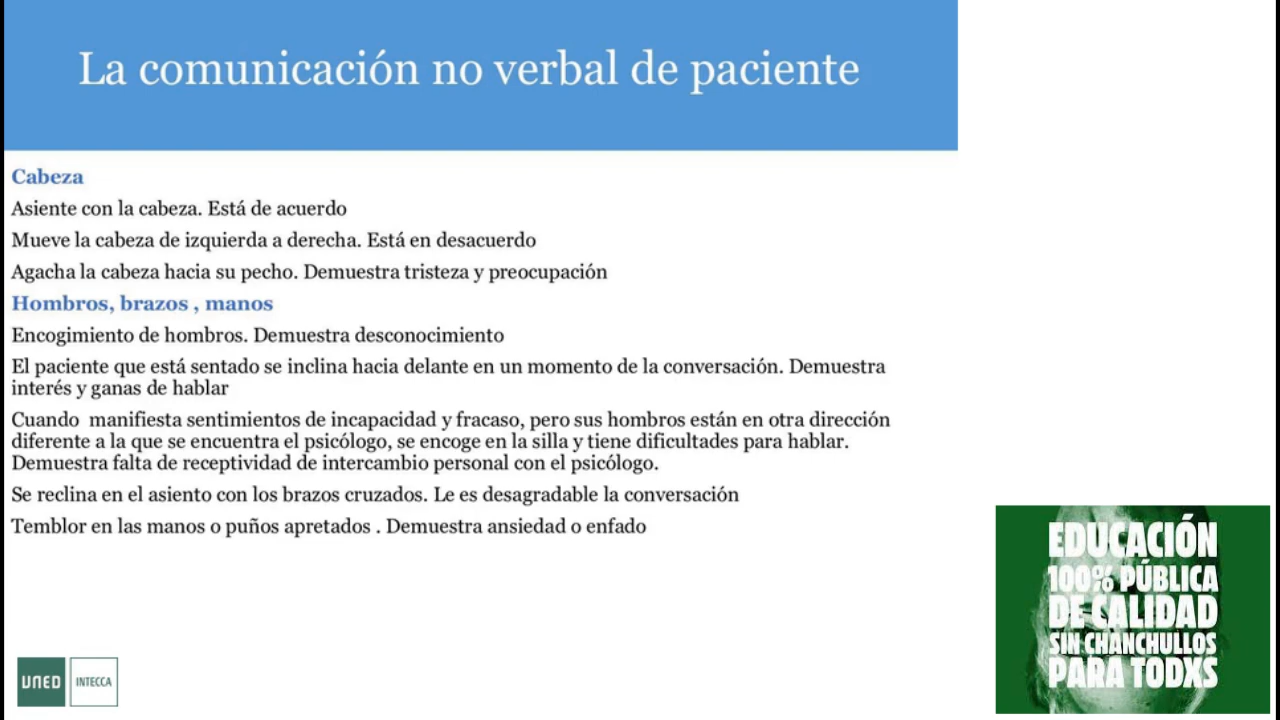 La comunicación no verbal de paciente
Cabeza
Asiente con la cabeza. Está de acuerdo
Mueve la cabeza de izquierda a derecha. Está en desacuerdo
Agacha la cabeza hacia su pecho. Demuestra tristeza y preocupación
Hombros, brazos , manos
Encogimiento de hombros. Demuestra desconocimiento
El paciente que está sentado se inclina hacia delante en un momento de la conversación. Demuestra
interés y ganas de hablar
Cuando  manifiesta sentimientos de incapacidad y fracaso, pero sus hombros están en otra dirección
diferente a la que se encuentra el psicólogo, se encoge en la silla y tiene dificultades para hablar.
Demuestra falta de receptividad de intercambio personal con el psicólogo.
Se reclina en el asiento con los brazos cruzados. Le es desagradable la conversación
Temblor en las manos o puños apretados . Demuestra ansiedad o enfado
EDUCACIÓN
100% PÚBLICA
DE CALIDAD
SIN CHANCHULLOS
PARA TODXS
UNED INTECCA